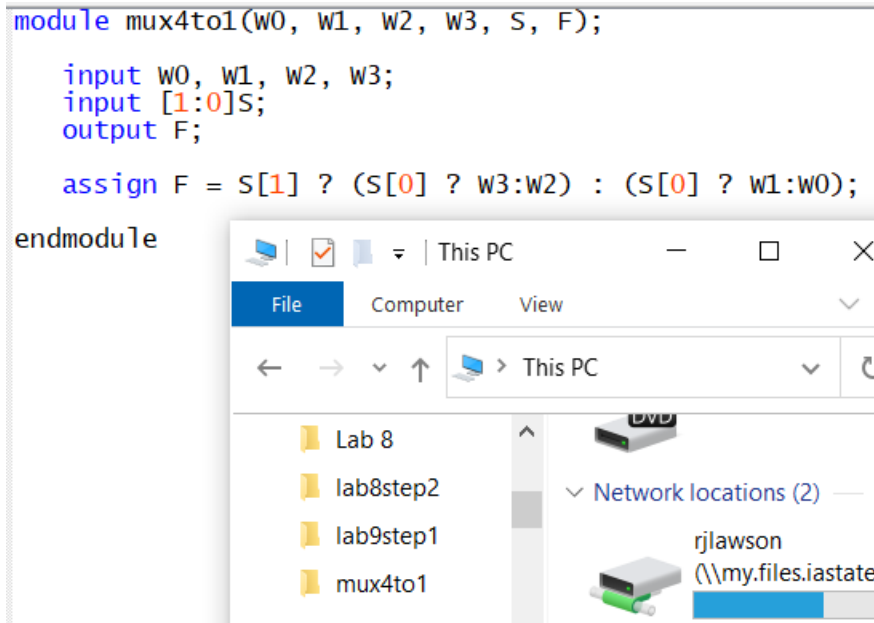 module mux4to1(W0, W1, W2, W3, S, F);
input W0, W1, W2, W3;
input [1:0]S;
output F;
assign F = S[1] ? (S[0] ? W3:W2) : (S[0] ? W1:W0);
endmodule
This PC
File Computer View
This PC
Lab 8
lab8step2
lab9step1
mux4to1
DVD
Network locations (2)
rjlawson
(\\my.files.iastate